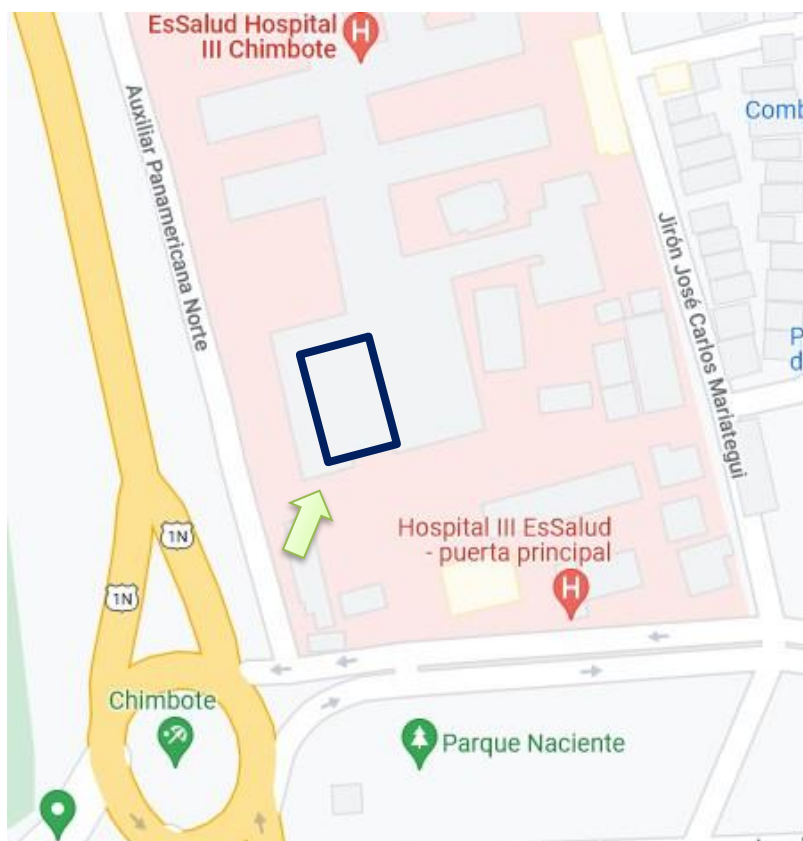 EsSalud Hospital
III Chimbote
Auxiliar Panamericana Norte
Jirón José Carlos Mariategui
1N
1N
Hospital III EsSalud
- puerta principal
Chimbote
Parque Naciente